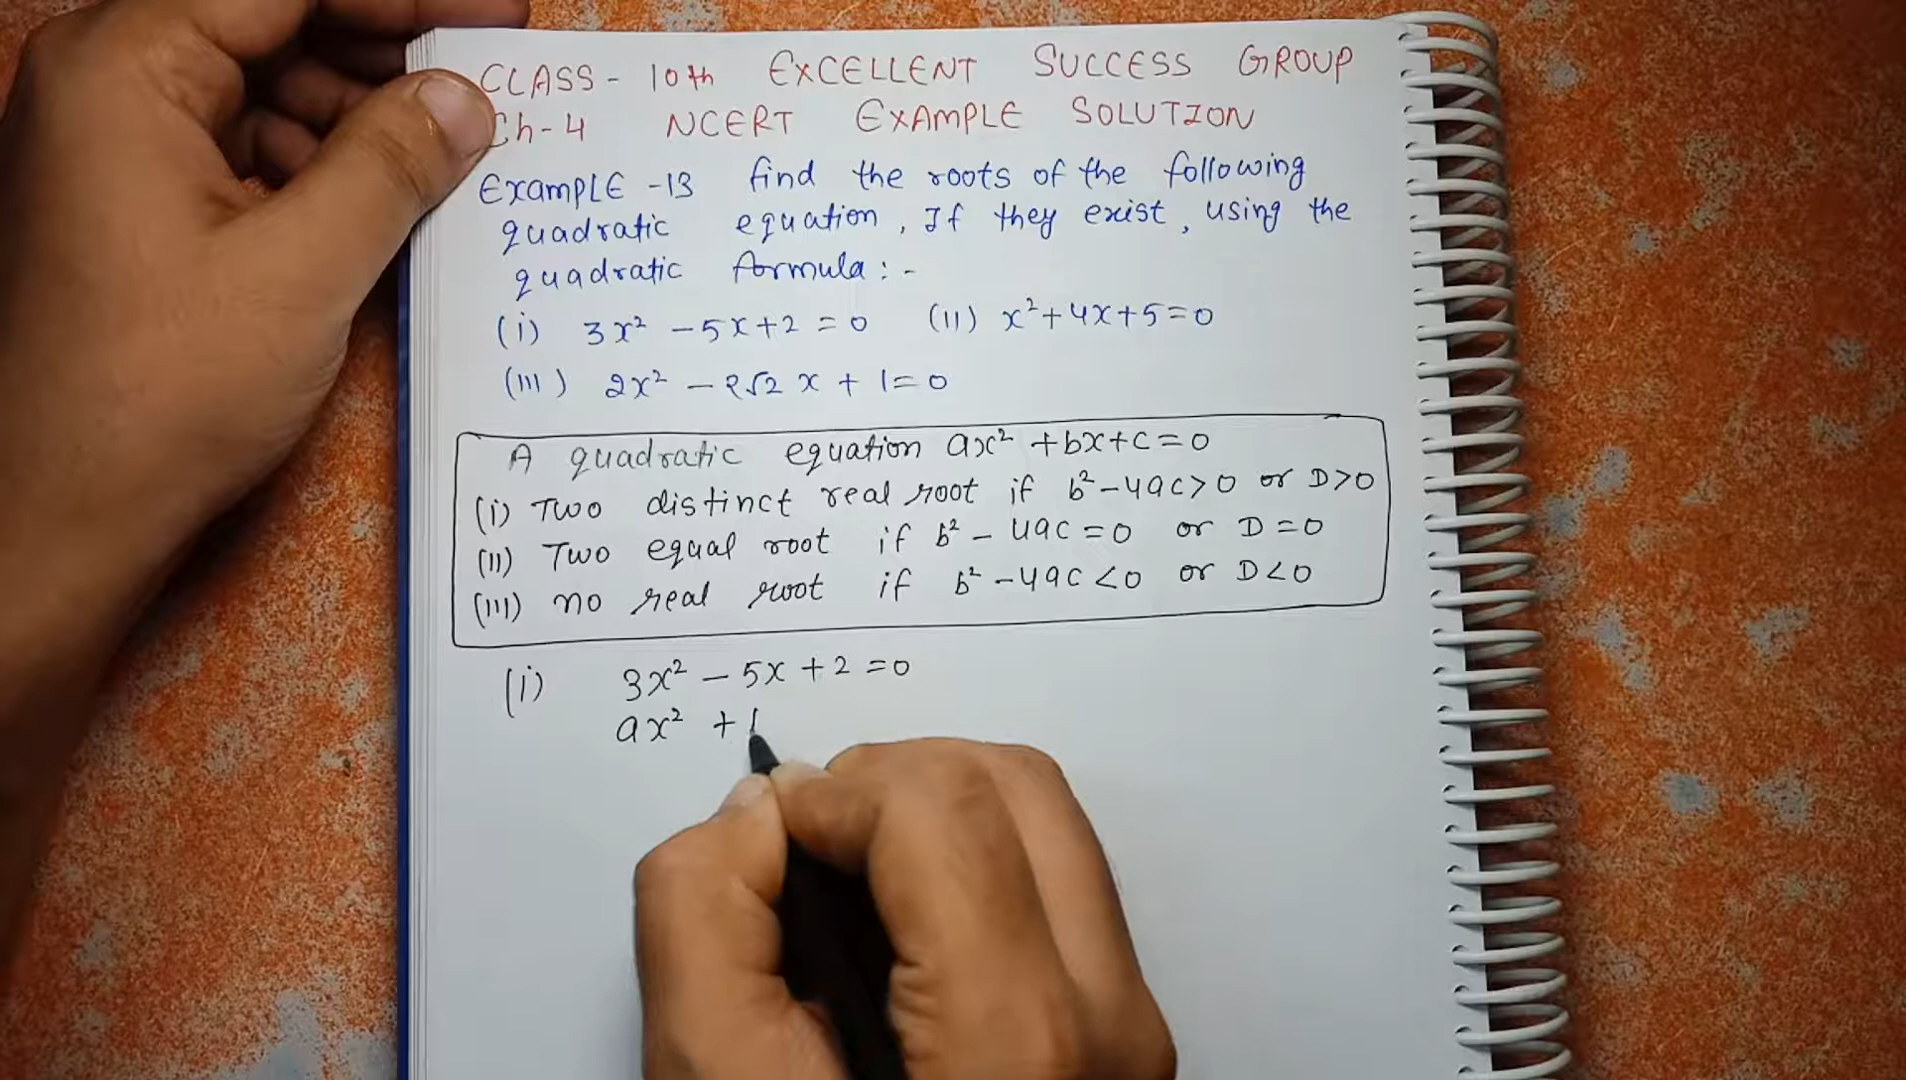 CLASS - 10th EXCELLENT SUCCESS GROUP
Ch-4 NCERT EXAMPLE SOLUTION
EXAMPLE -13 find the roots of the following
quadratic equation, If they exist, using the
quadratic formula : -
(i) 3x² - 5x + 2 = 0 (11) x² + 4x + 5 = 0
(111) 2x² - 2√2 x + 1 = 0
A quadratic equation ax² + bx + c = 0
(i) Two distinct real root if b² - 4ac > 0 or D > 0
(11) Two equal root if b² - 4ac = 0 or D = 0
(111) no real root if b² - 4ac < 0 or D < 0
(i) 3x² - 5x + 2 = 0
ax² +